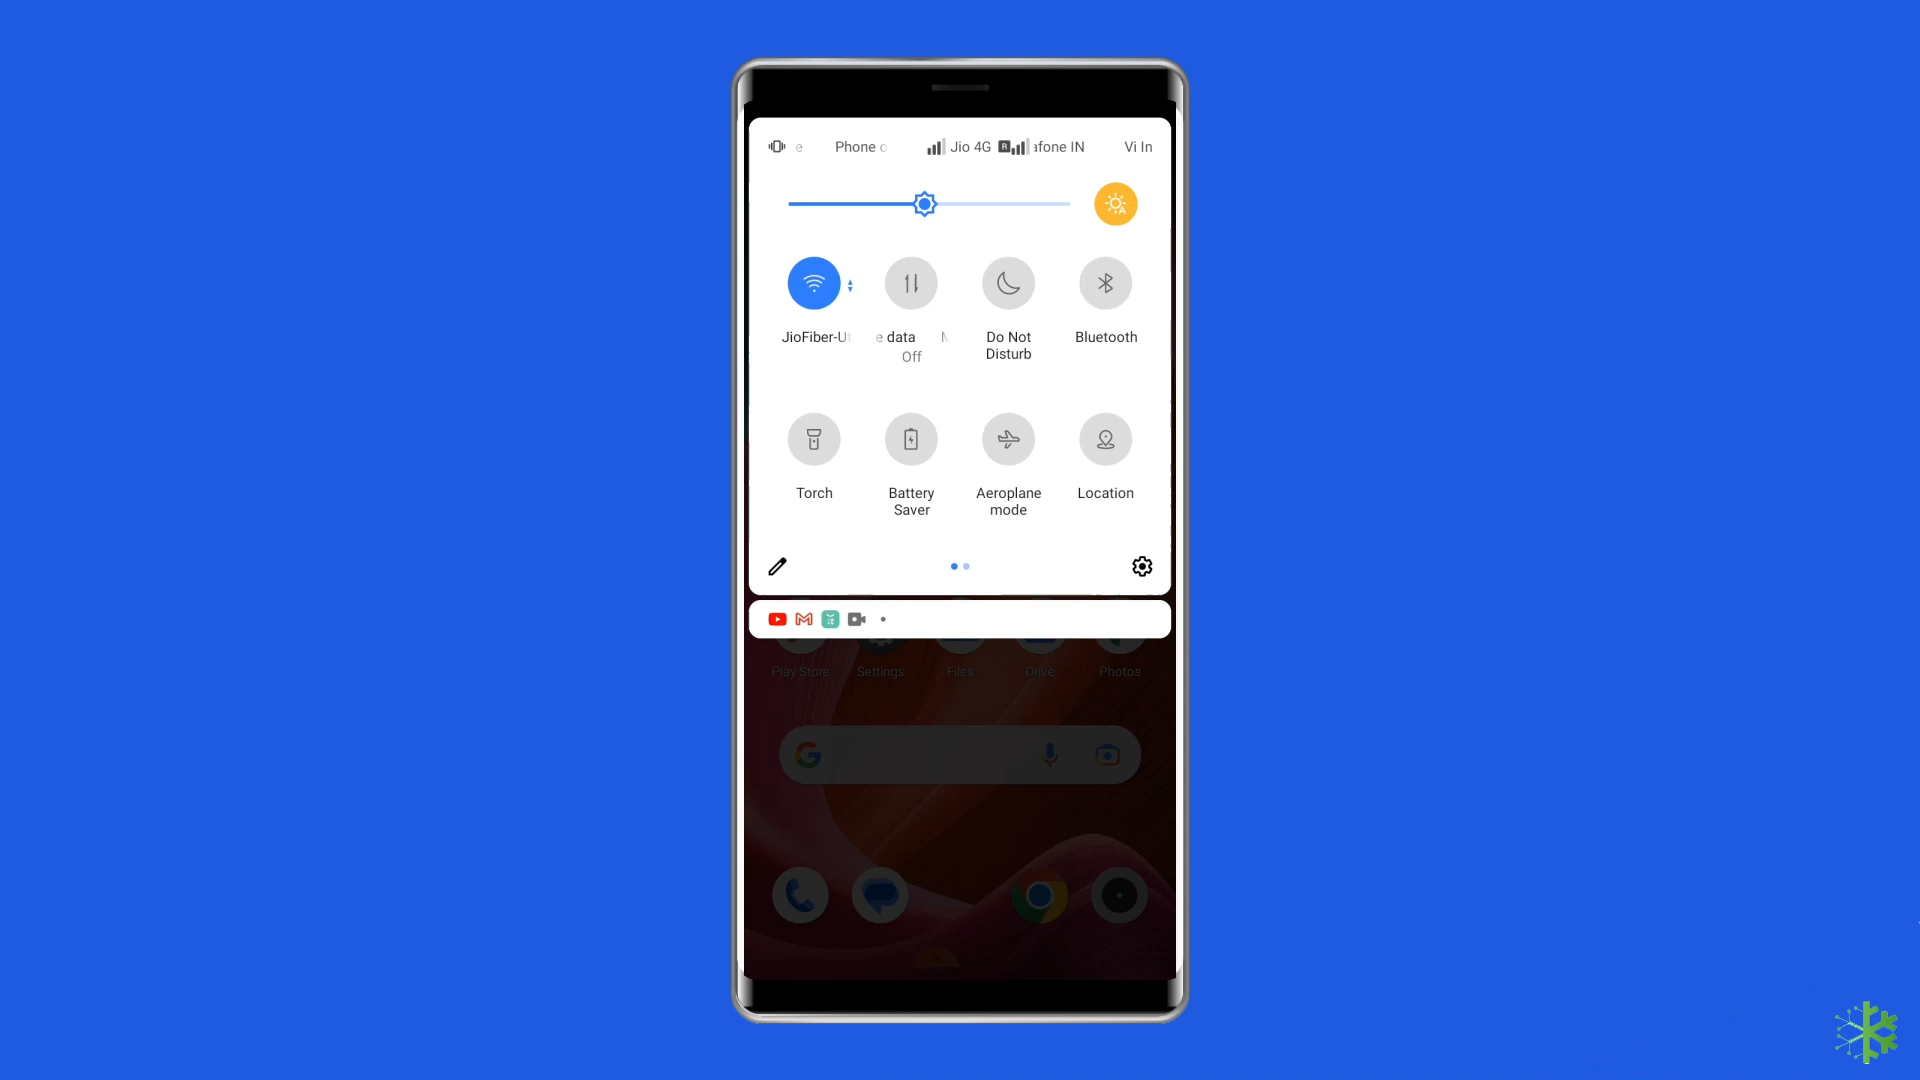 e Phone o Jio 4G R afone IN Vi In
A
JioFiber-Ut e data M Do Not Bluetooth
Off Disturb
Torch Battery Aeroplane Location
Saver mode
Play Store Settings Files Drive Photos
G